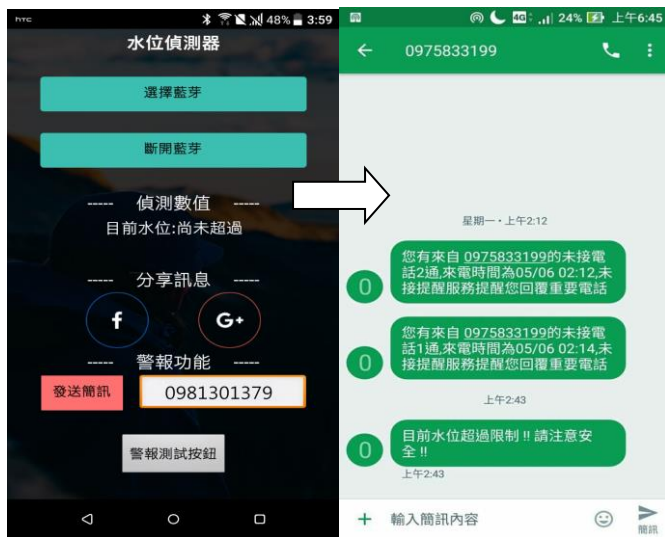 hTC
48% 3:59
水位偵測器
選擇藍芽
斷開藍芽
----- 偵測數值 -----
目前水位:尚未超過
----- 分享訊息 -----
f G+
----- 警報功能 -----
發送簡訊 0981301379
警報測試按鈕
4G 24% 上午6:45
0975833199
星期一・上午2:12
您有來自 0975833199的未接電
話2通,來電時間為05/06 02:12,未
接提醒服務提醒您回覆重要電話
0
您有來自 0975833199的未接電
話1通,來電時間為05/06 02:14,未
接提醒服務提醒您回覆重要電話
0
上午2:43
目前水位超過限制 !! 請注意安
全 !!
0
上午2:43
+ 輸入簡訊內容
簡訊